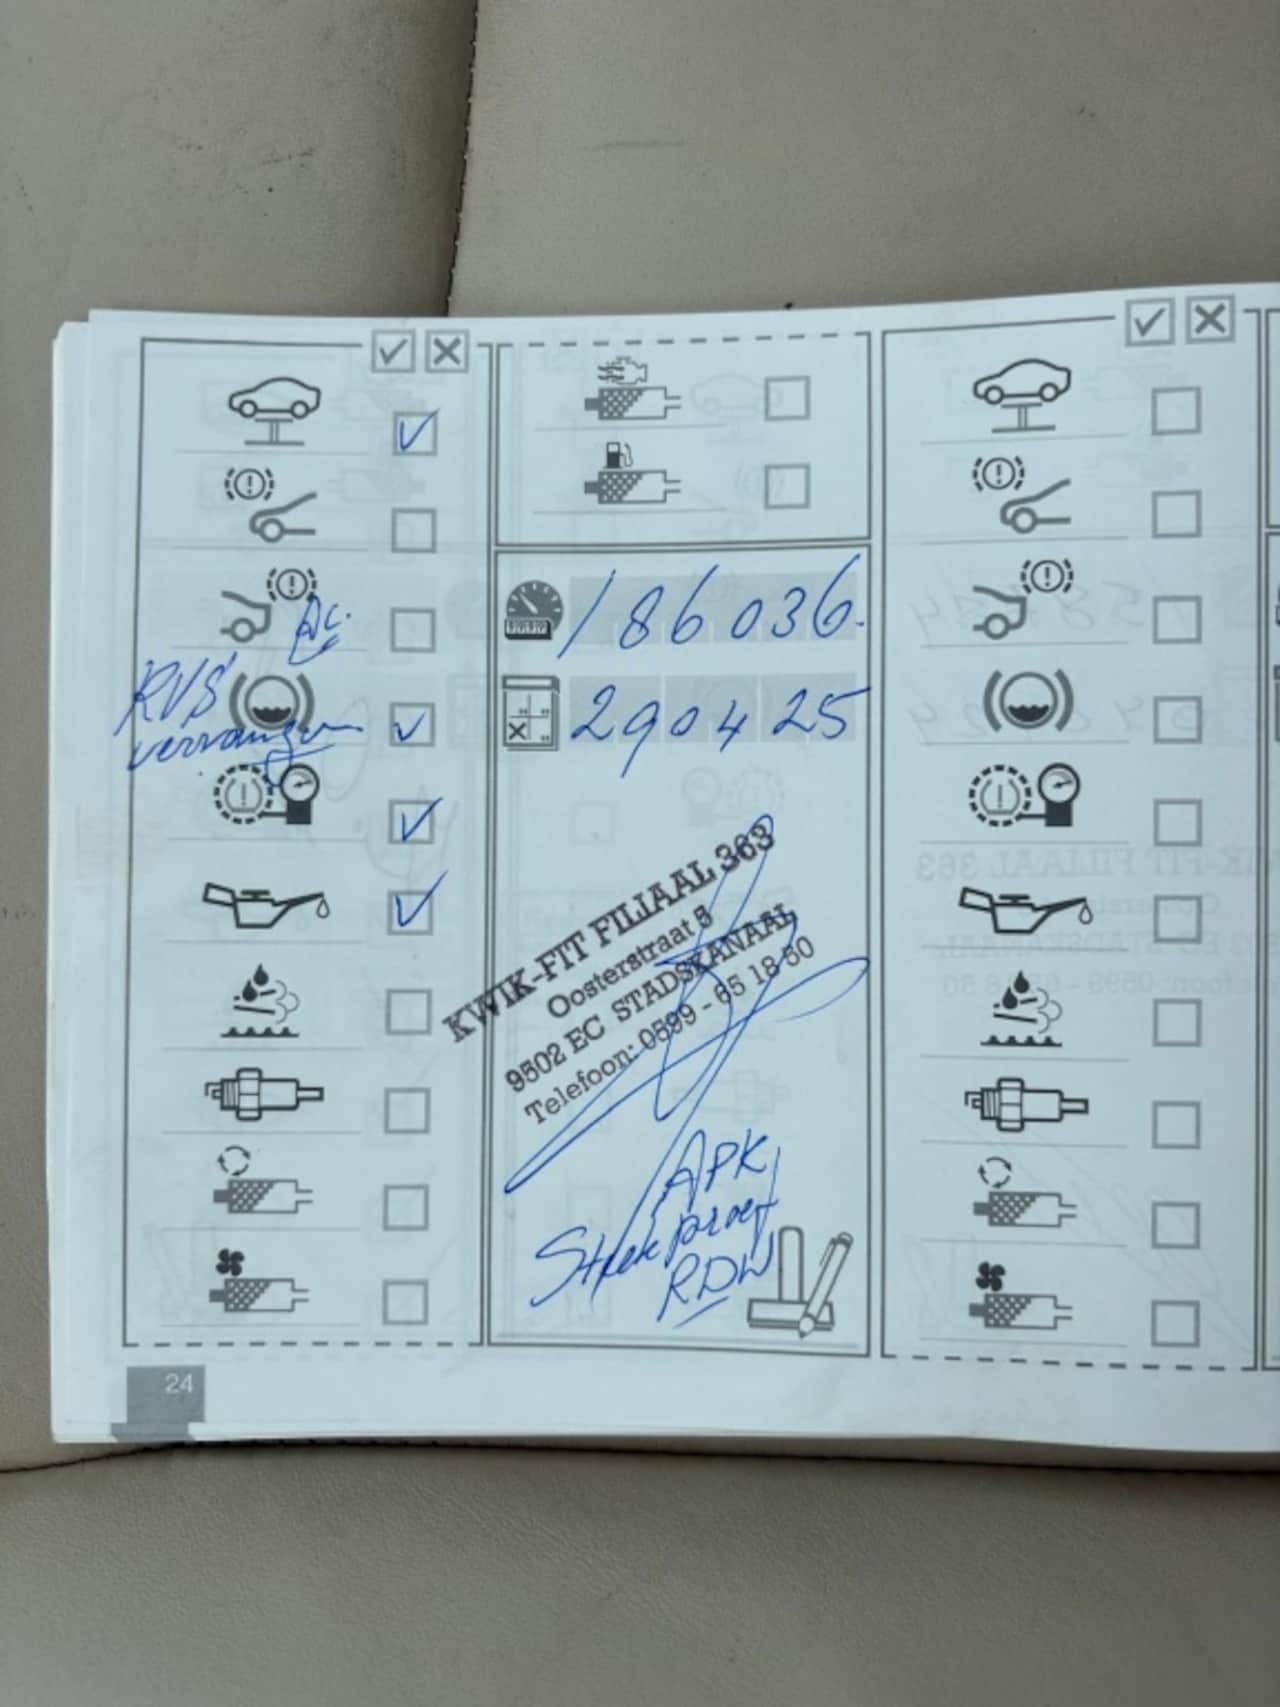 RVS
vervangen
186036.
290425
KWIK-FIT FILIAAL 363
Oosterstraat 5
9502 EC STADSKANAAL
Telefoon: 0599 - 65 18 50
APK
Steekproef
RDW
24